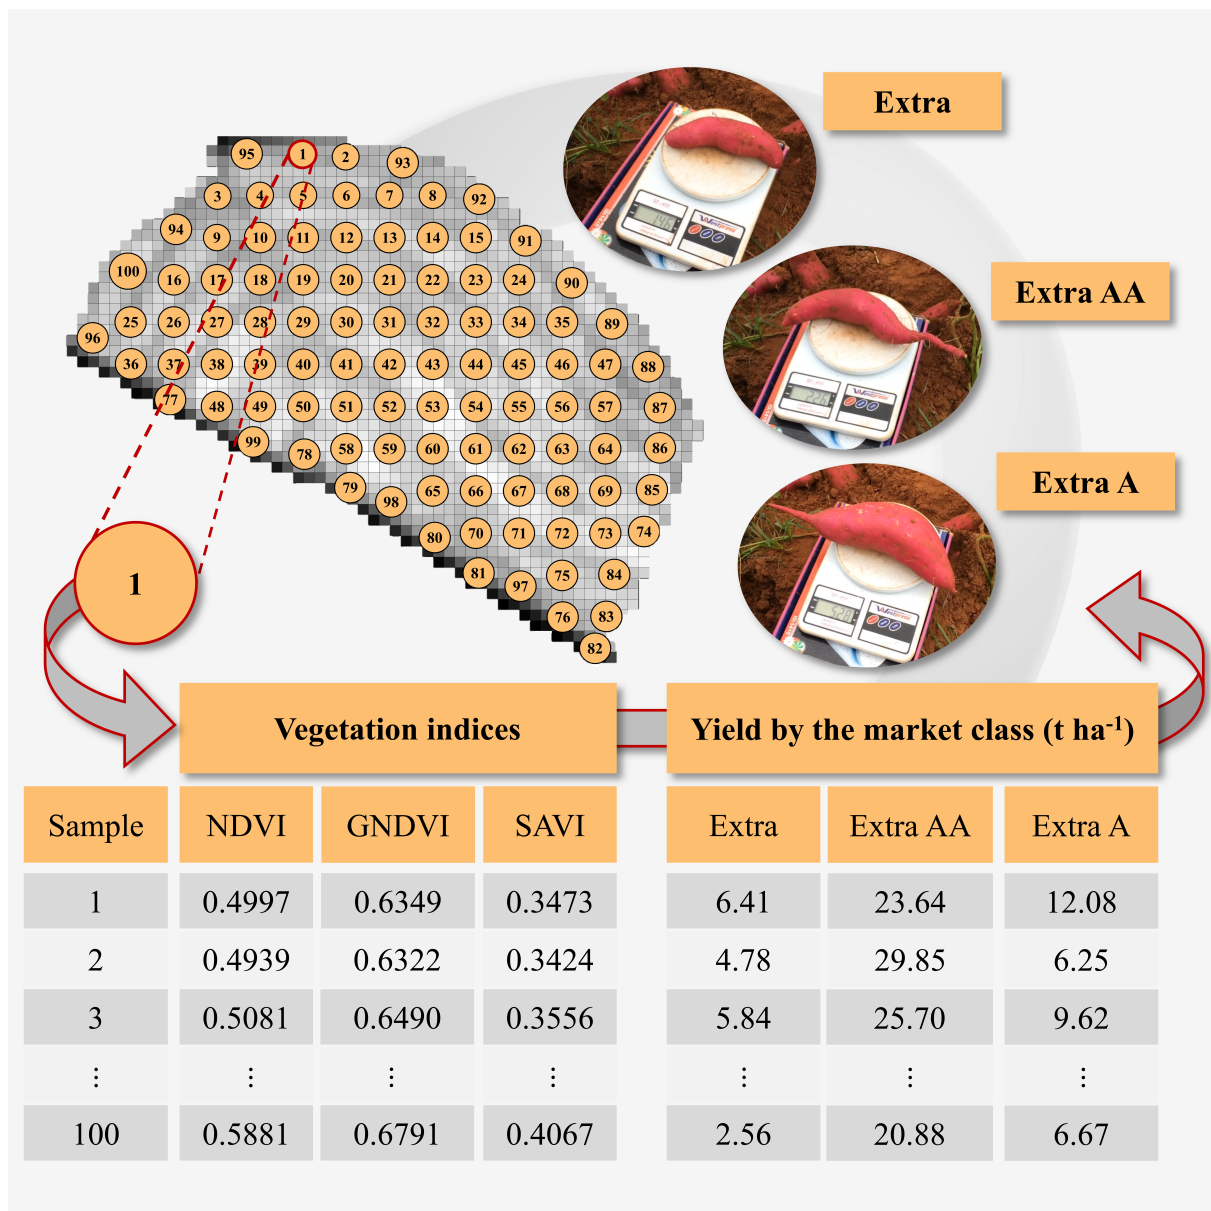 Extra
95 1 2 93
3 4 5 6 7 8 92
94 9 10 11 12 13 14 15 91
Extra AA
100 16 17 18 19 20 21 22 23 24 90
25 26 27 28 29 30 31 32 33 34 35 89
96
36 37 38 39 40 41 42 43 44 45 46 47 88
77 48 49 50 51 52 53 54 55 56 57 87
99 78 58 59 60 61 62 63 64 86
Extra A
79 98 65 66 67 68 69 85
80 70 71 72 73 74
81 97 75 84
76 83
82
1
Vegetation indices Yield by the market class (t ha⁻¹)
Sample NDVI GNDVI SAVI Extra Extra AA Extra A
1 0.4997 0.6349 0.3473 6.41 23.64 12.08
2 0.4939 0.6322 0.3424 4.78 29.85 6.25
3 0.5081 0.6490 0.3556 5.84 25.70 9.62
⋮ ⋮ ⋮ ⋮ ⋮ ⋮ ⋮
100 0.5881 0.6791 0.4067 2.56 20.88 6.67